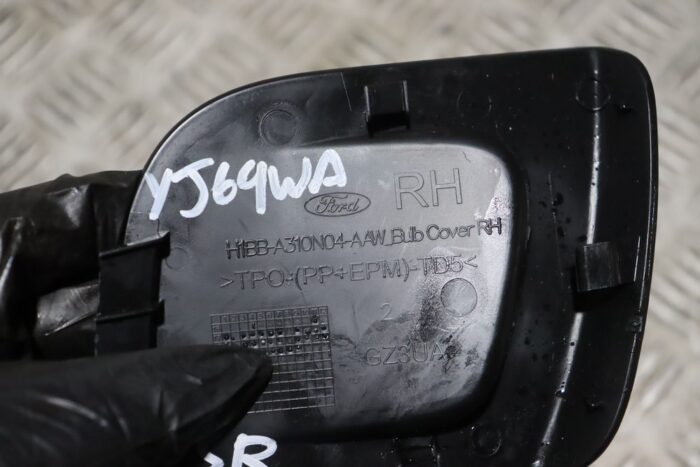 YJ69WA
Ford
RH
H1BB-A310N04-AAW_Bulb Cover RH
>TPO-(PP+EPM)-TD5<
2
GZ3UA